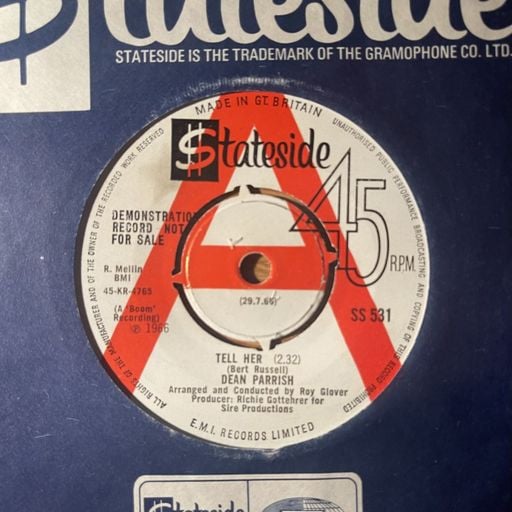 $tateside
STATESIDE IS THE TRADEMARK OF THE GRAMOPHONE CO. LTD.
MADE IN GT. BRITAIN
UNAUTHORISED PUBLIC PERFORMANCE BROADCASTING AND COPYING OF THIS RECORD PROHIBITED
ALL RIGHTS OF THE MANUFACTURER AND OF THE OWNER OF THE RECORDED WORK RESERVED
$tateside
A
45
R.P.M.
DEMONSTRATION
RECORD NOT
FOR SALE
R. Mellin
BMI
45-KR-4765
(A 'Boom'
Recording)
℗ 1966
(29.7.66)
SS 531
TELL HER (2.32)
(Bert Russell)
DEAN PARRISH
Arranged and Conducted by Roy Glover
Producer: Richie Gottehrer for
Sire Productions
E.M.I. RECORDS LIMITED
$tateside